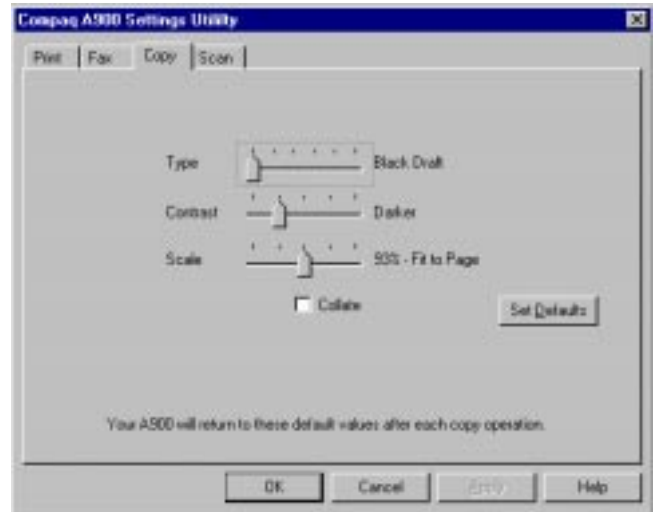 Compaq A900 Settings Utility
Print Fax Copy Scan
Type Black Draft
Contrast Darker
Scale 93% - Fit to Page
Collate
Set Defaults
Your A900 will return to these default values after each copy operation.
OK Cancel Apply Help